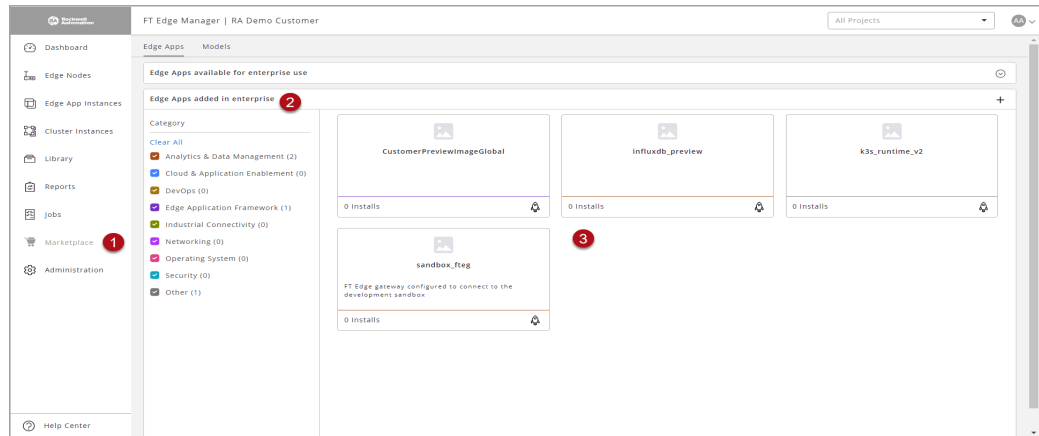 Rockwell
Automation
FT Edge Manager | RA Demo Customer
All Projects
AA
Dashboard
Edge Nodes
Edge App Instances
Cluster Instances
Library
Reports
Jobs
Marketplace
1
Administration
Help Center
Edge Apps
Models
Edge Apps available for enterprise use
Edge Apps added in enterprise
2
Category
Clear All
Analytics & Data Management (2)
Cloud & Application Enablement (0)
DevOps (0)
Edge Application Framework (1)
Industrial Connectivity (0)
Networking (0)
Operating System (0)
Security (0)
Other (1)
CustomerPreviewImageGlobal
0 Installs
influxdb_preview
0 Installs
k3s_runtime_v2
0 Installs
3
sandbox_fteg
FT Edge gateway configured to connect to the
development sandbox
0 Installs